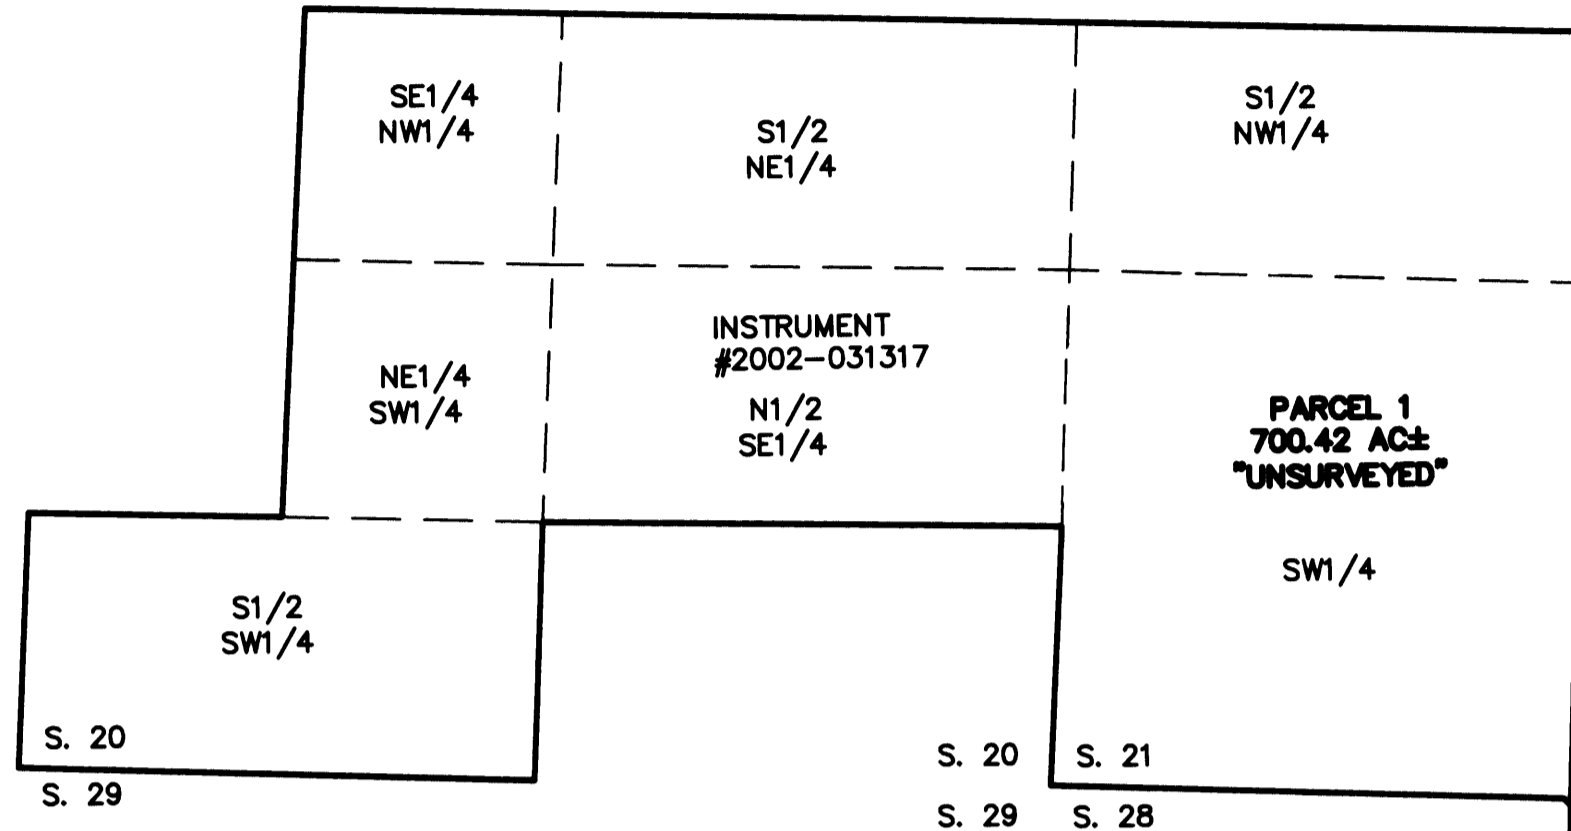 SE1/4
NW1/4
S1/2
NE1/4
S1/2
NW1/4
NE1/4
SW1/4
INSTRUMENT
#2002-031317
N1/2
SE1/4
PARCEL 1
700.42 AC±
"UNSURVEYED"
SW1/4
S1/2
SW1/4
S. 20
S. 29
S. 20
S. 21
S. 29
S. 28